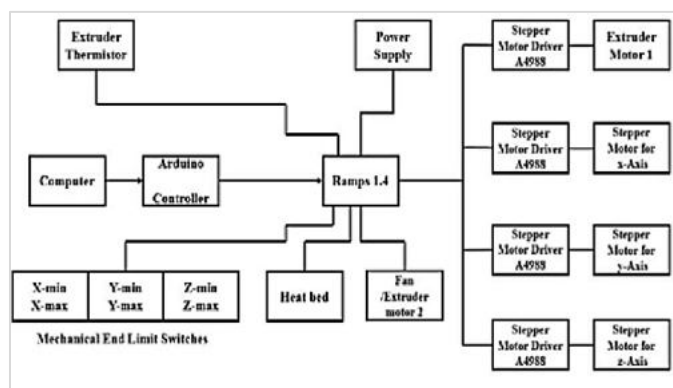 Extruder
Thermistor
Power
Supply
Stepper
Motor Driver
A4988
Extruder
Motor 1
Computer
Arduino
Controller
Ramps 1.4
Stepper
Motor Driver
A4988
Stepper
Motor for
x-Axis
X-min
X-max
Y-min
Y-max
Z-min
Z-max
Mechanical End Limit Switches
Heat bed
Fan
/Extruder
motor 2
Stepper
Motor Driver
A4988
Stepper
Motor for
y-Axis
Stepper
Motor Driver
A4988
Stepper
Motor for
z-Axis